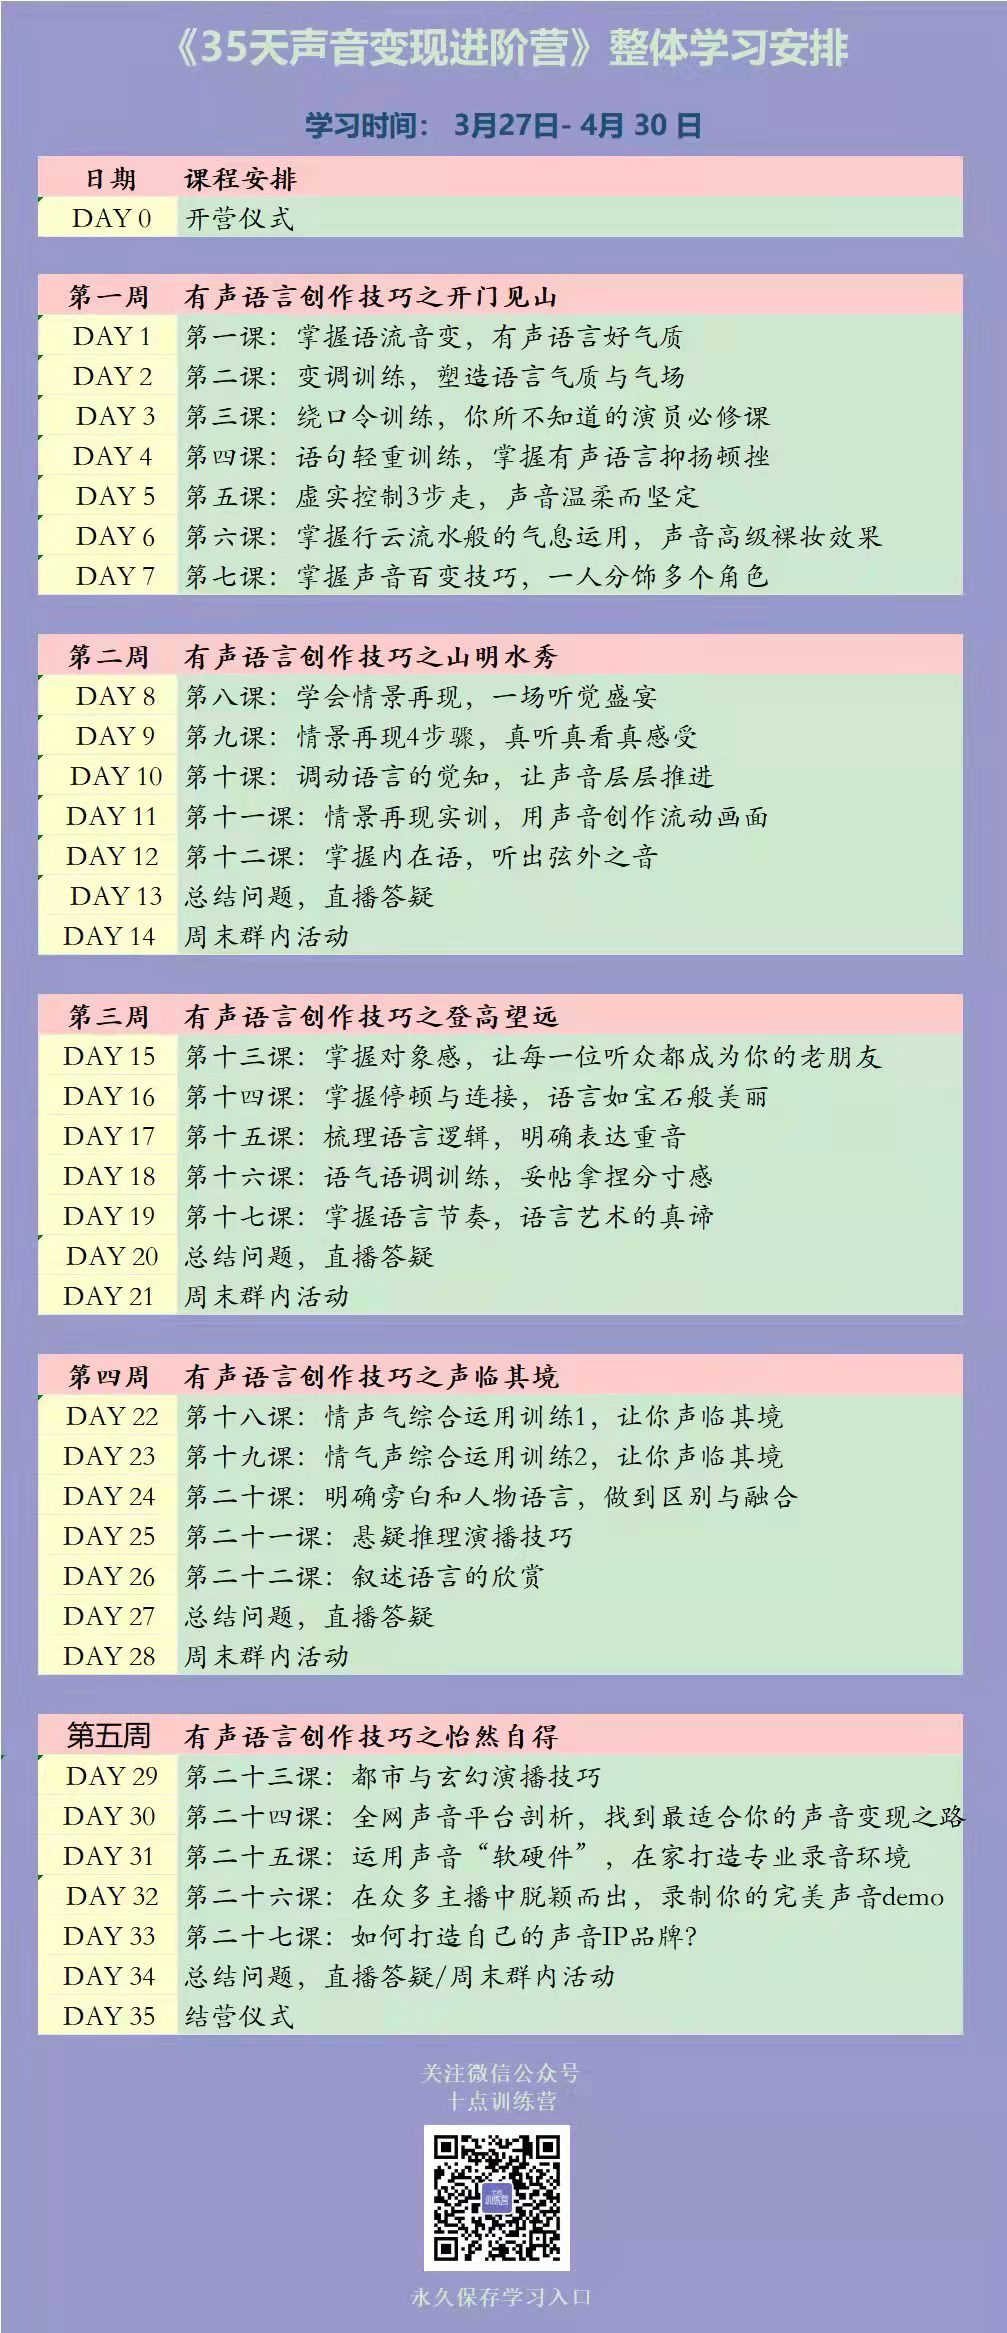 《35天声音变现进阶营》整体学习安排
学习时间： 3月27日- 4月 30 日
日期 课程安排
DAY 0 开营仪式
第一周 有声语言创作技巧之开门见山
DAY 1 第一课：掌握语流音变，有声语言好气质
DAY 2 第二课：变调训练，塑造语言气质与气场
DAY 3 第三课：绕口令训练，你所不知道的演员必修课
DAY 4 第四课：语句轻重训练，掌握有声语言抑扬顿挫
DAY 5 第五课：虚实控制3步走，声音温柔而坚定
DAY 6 第六课：掌握行云流水般的气息运用，声音高级裸妆效果
DAY 7 第七课：掌握声音百变技巧，一人分饰多个角色
第二周 有声语言创作技巧之山明水秀
DAY 8 第八课：学会情景再现，一场听觉盛宴
DAY 9 第九课：情景再现4步骤，真听真看真感受
DAY 10 第十课：调动语言的觉知，让声音层层推进
DAY 11 第十一课：情景再现实训，用声音创作流动画面
DAY 12 第十二课：掌握内在语，听出弦外之音
DAY 13 总结问题，直播答疑
DAY 14 周末群内活动
第三周 有声语言创作技巧之登高望远
DAY 15 第十三课：掌握对象感，让每一位听众都成为你的老朋友
DAY 16 第十四课：掌握停顿与连接，语言如宝石般美丽
DAY 17 第十五课：梳理语言逻辑，明确表达重音
DAY 18 第十六课：语气语调训练，妥帖拿捏分寸感
DAY 19 第十七课：掌握语言节奏，语言艺术的真谛
DAY 20 总结问题，直播答疑
DAY 21 周末群内活动
第四周 有声语言创作技巧之声临其境
DAY 22 第十八课：情声气综合运用训练1，让你声临其境
DAY 23 第十九课：情气声综合运用训练2，让你声临其境
DAY 24 第二十课：明确旁白和人物语言，做到区别与融合
DAY 25 第二十一课：悬疑推理演播技巧
DAY 26 第二十二课：叙述语言的欣赏
DAY 27 总结问题，直播答疑
DAY 28 周末群内活动
第五周 有声语言创作技巧之怡然自得
DAY 29 第二十三课：都市与玄幻演播技巧
DAY 30 第二十四课：全网声音平台剖析，找到最适合你的声音变现之路
DAY 31 第二十五课：运用声音“软硬件”，在家打造专业录音环境
DAY 32 第二十六课：在众多主播中脱颖而出，录制你的完美声音demo
DAY 33 第二十七课：如何打造自己的声音IP品牌?
DAY 34 总结问题，直播答疑/周末群内活动
DAY 35 结营仪式
关注微信公众号
十点训练营
十点
训练营
永久保存学习入口